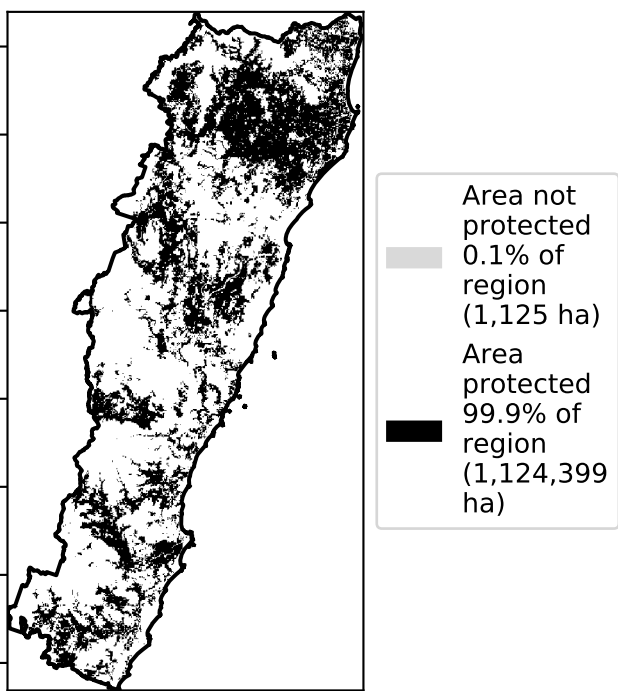 Area not
protected
0.1% of
region
(1,125 ha)
Area
protected
99.9% of
region
(1,124,399
ha)